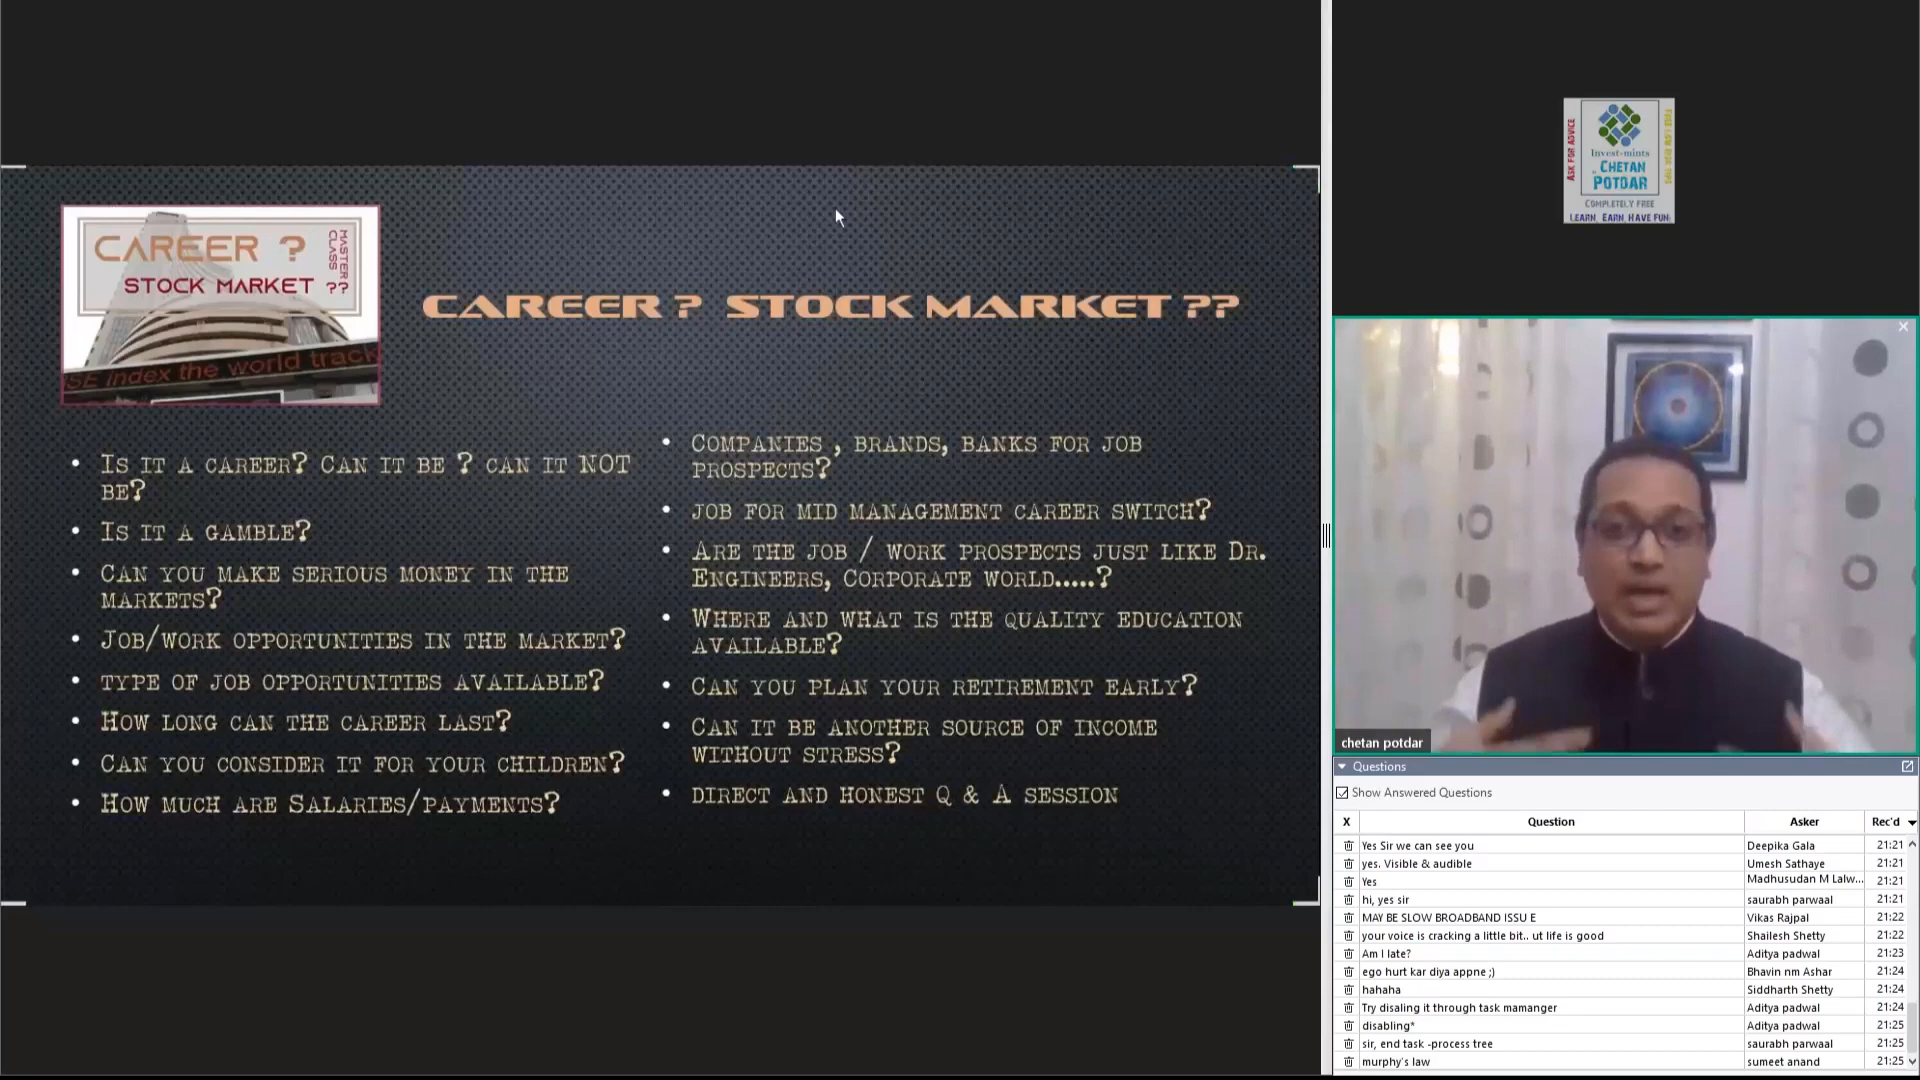 CAREER ?
STOCK MARKET ??
MASTER
CLASS
SE index the world track
CAREER ? STOCK MARKET ??
Is it a career? Can it be ? can it NOT
be?
Is it a gamble?
Can you make serious money in the
markets?
Job/work opportunities in the market?
type of job opportunities available?
How long can the career last?
Can you consider it for your children?
How much are Salaries/payments?
Companies , brands, banks for job
prospects?
job for mid management career switch?
Are the job / work prospects just like Dr.
Engineers, Corporate world.....?
Where and what is the quality education
available?
Can you plan your retirement early?
Can it be another source of income
without stress?
direct and honest Q & A session
ASK FOR ADVICE
Invest-mints
CHETAN
POTDAR
COMPLETELY FREE
LEARN, EARN HAVE FUN
chetan potdar
Questions
Show Answered Questions
X Question Asker Rec'd
Yes Sir we can see you Deepika Gala 21:21
yes. Visible & audible Umesh Sathaye 21:21
Yes Madhusudan M Lalw... 21:21
hi, yes sir saurabh parwaal 21:21
MAY BE SLOW BROADBAND ISSU E Vikas Rajpal 21:22
your voice is cracking a little bit.. ut life is good Shailesh Shetty 21:22
Am I late? Aditya padwal 21:23
ego hurt kar diya appne ;) Bhavin nm Ashar 21:24
hahaha Siddharth Shetty 21:24
Try disaling it through task mamanger Aditya padwal 21:24
disabling* Aditya padwal 21:25
sir, end task -process tree saurabh parwaal 21:25
murphy's law sumeet anand 21:25